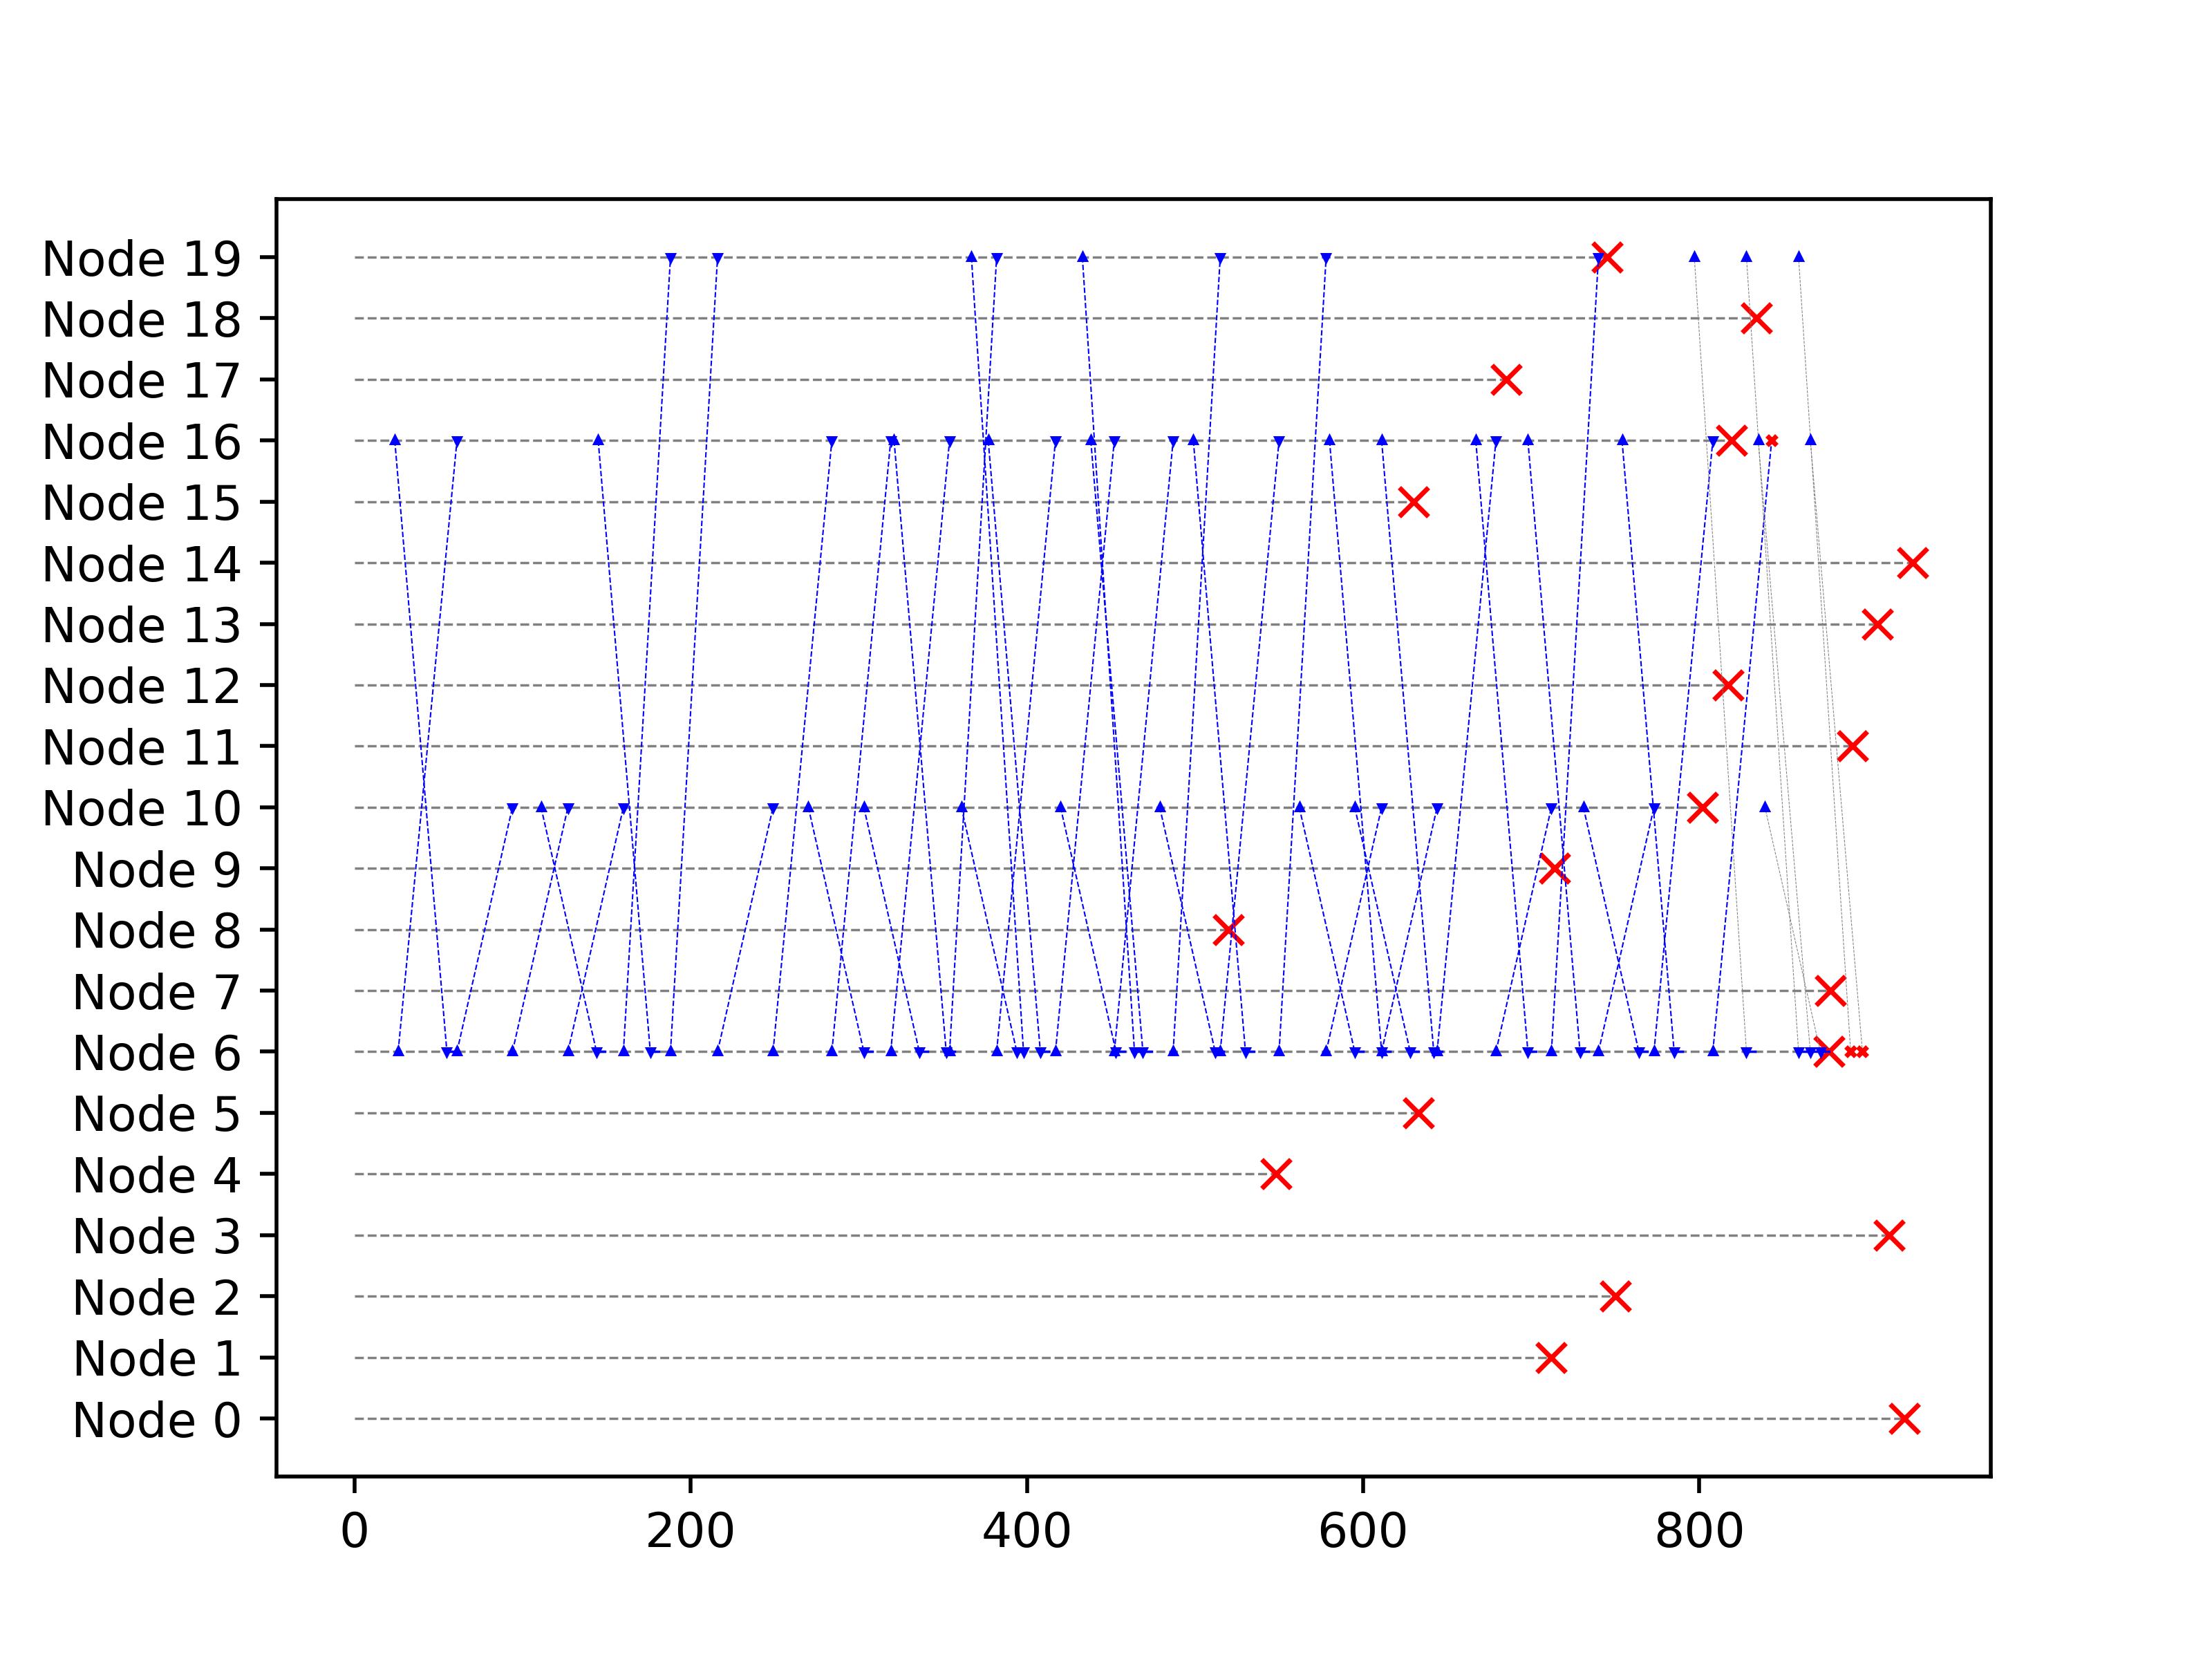 Node 19
Node 18
Node 17
Node 16
Node 15
Node 14
Node 13
Node 12
Node 11
Node 10
Node 9
Node 8
Node 7
Node 6
Node 5
Node 4
Node 3
Node 2
Node 1
Node 0
0 200 400 600 800